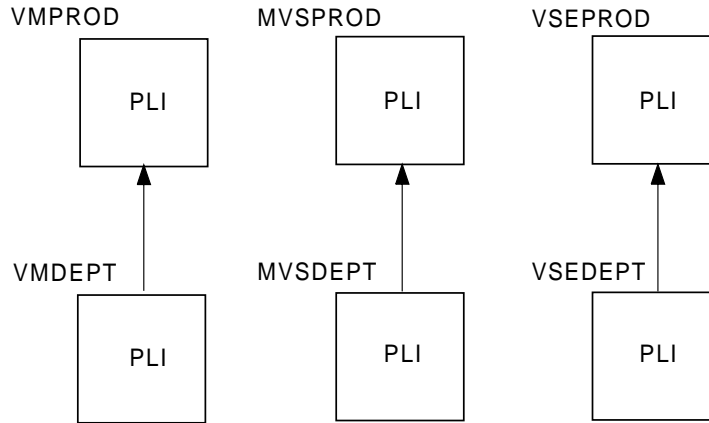 VMPROD MVSPROD VSEPROD
PLI PLI PLI
VMDEPT MVSDEPT VSEDEPT
PLI PLI PLI